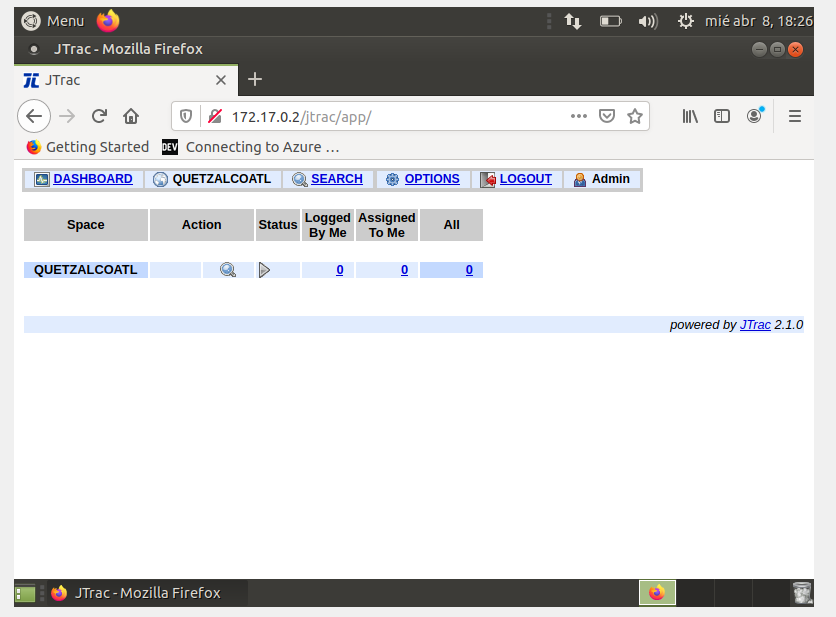 Menu
mié abr 8, 18:26
JTrac - Mozilla Firefox
JTrac
172.17.0.2/jtrac/app/
Getting Started
DEV Connecting to Azure ...
DASHBOARD QUETZALCOATL SEARCH OPTIONS LOGOUT Admin
Space Action Status Logged By Me Assigned To Me All
QUETZALCOATL 0 0 0
powered by JTrac 2.1.0
JTrac - Mozilla Firefox